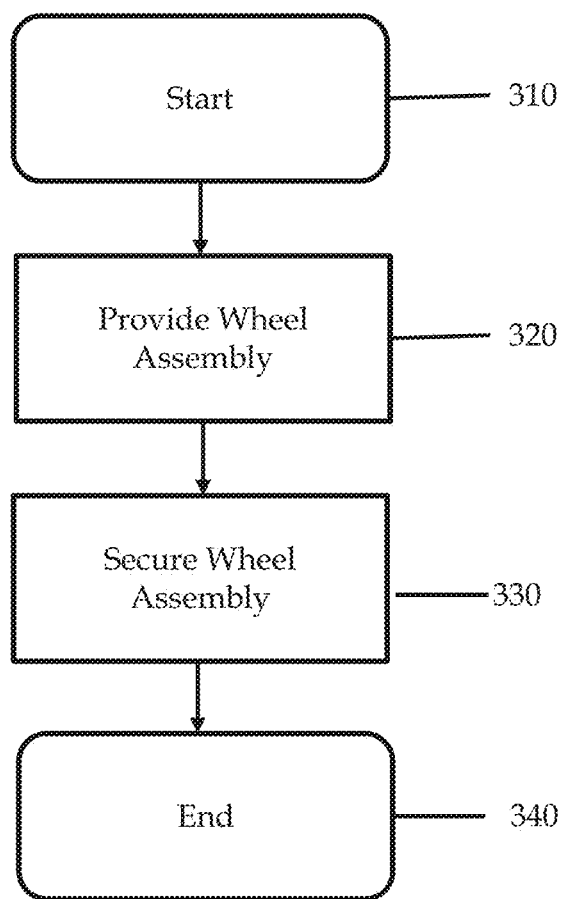 Start
310
Provide Wheel
Assembly
320
Secure Wheel
Assembly
330
End
340